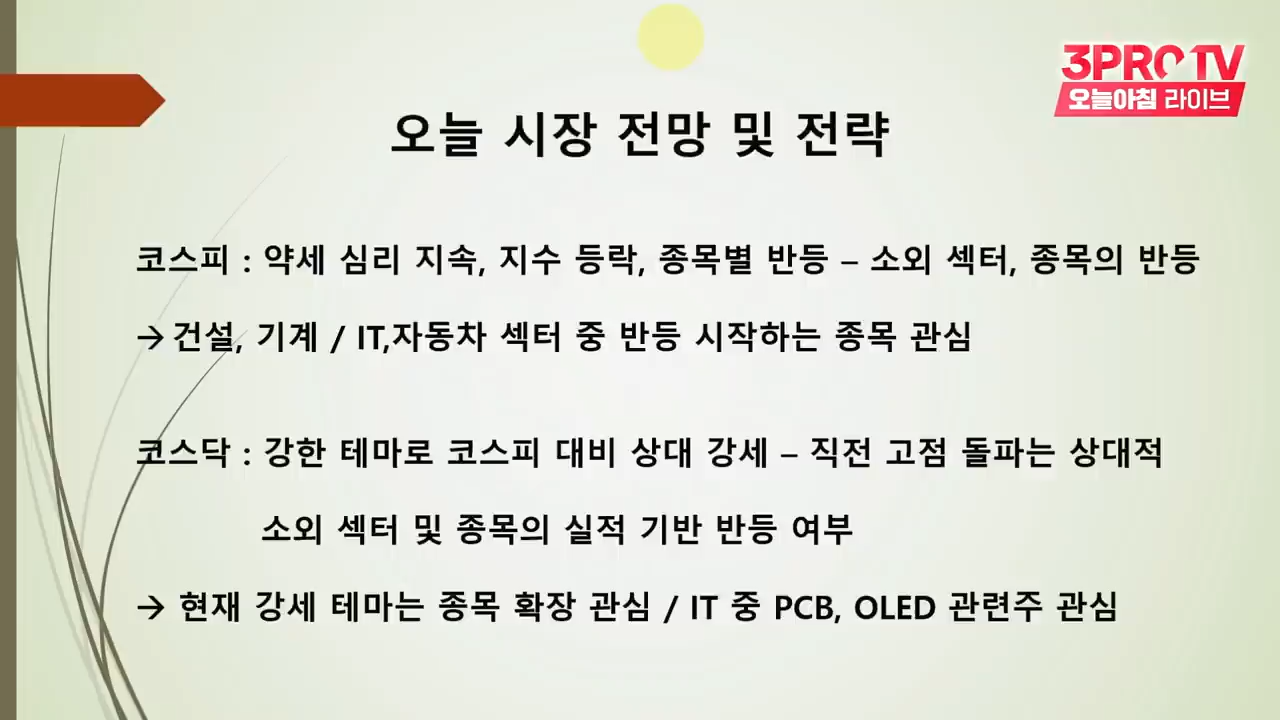 3PRO TV
오늘아침 라이브
오늘 시장 전망 및 전략
코스피 : 약세 심리 지속, 지수 등락, 종목별 반등 – 소외 섹터, 종목의 반등
→ 건설, 기계 / IT,자동차 섹터 중 반등 시작하는 종목 관심
코스닥 : 강한 테마로 코스피 대비 상대 강세 – 직전 고점 돌파는 상대적
소외 섹터 및 종목의 실적 기반 반등 여부
→ 현재 강세 테마는 종목 확장 관심 / IT 중 PCB, OLED 관련주 관심